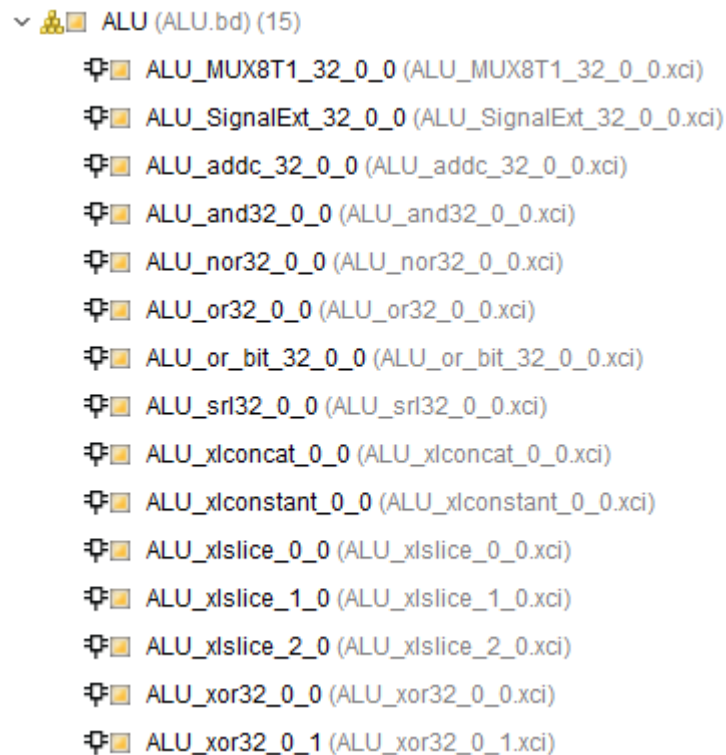 ALU (ALU.bd) (15)
ALU_MUX8T1_32_0_0 (ALU_MUX8T1_32_0_0.xci)
ALU_SignalExt_32_0_0 (ALU_SignalExt_32_0_0.xci)
ALU_addc_32_0_0 (ALU_addc_32_0_0.xci)
ALU_and32_0_0 (ALU_and32_0_0.xci)
ALU_nor32_0_0 (ALU_nor32_0_0.xci)
ALU_or32_0_0 (ALU_or32_0_0.xci)
ALU_or_bit_32_0_0 (ALU_or_bit_32_0_0.xci)
ALU_srl32_0_0 (ALU_srl32_0_0.xci)
ALU_xlconcat_0_0 (ALU_xlconcat_0_0.xci)
ALU_xlconstant_0_0 (ALU_xlconstant_0_0.xci)
ALU_xlslice_0_0 (ALU_xlslice_0_0.xci)
ALU_xlslice_1_0 (ALU_xlslice_1_0.xci)
ALU_xlslice_2_0 (ALU_xlslice_2_0.xci)
ALU_xor32_0_0 (ALU_xor32_0_0.xci)
ALU_xor32_0_1 (ALU_xor32_0_1.xci)